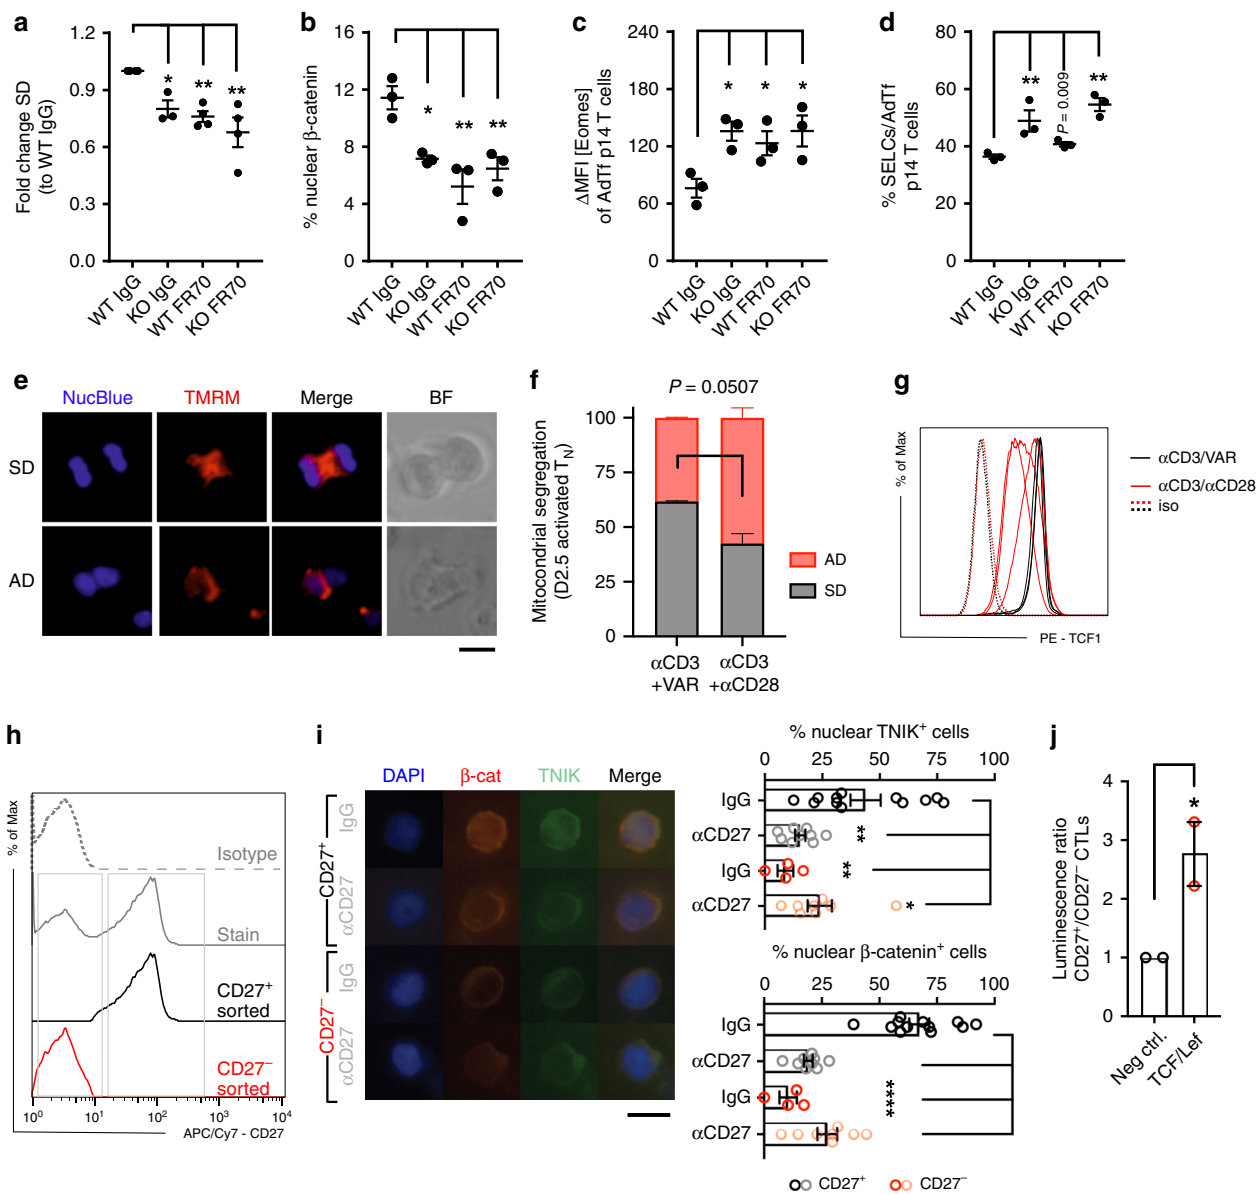 a
Fold change SD
(to WT IgG)
1.2
0.9
0.6
0.3
0.0
*
**
**
WT IgG
KO IgG
WT FR70
KO FR70
b
% nuclear β-catenin
16
12
8
4
0
*
**
**
WT IgG
KO IgG
WT FR70
KO FR70
c
ΔMFI [Eomes]
of AdTf p14 T cells
240
180
120
60
0
*
*
*
WT IgG
KO IgG
WT FR70
KO FR70
d
% SELCs/AdTf
p14 T cells
80
60
40
20
0
**
P = 0.009
**
WT IgG
KO IgG
WT FR70
KO FR70
e
NucBlue
TMRM
Merge
BF
SD
AD
f
P = 0.0507
Mitocondrial segregation
(D2.5 activated TN)
100
75
50
25
0
AD
SD
αCD3
+VAR
αCD3
+αCD28
g
% of Max
PE - TCF1
αCD3/VAR
αCD3/αCD28
iso
h
% of Max
Isotype
Stain
CD27+
sorted
CD27−
sorted
10^0
10^1
10^2
10^3
10^4
APC/Cy7 - CD27
i
DAPI
β-cat
TNIK
Merge
CD27+
IgG
αCD27
CD27−
IgG
αCD27
% nuclear TNIK+ cells
0
25
50
75
100
IgG
αCD27
**
IgG
**
αCD27
*
% nuclear β-catenin+ cells
0
25
50
75
100
IgG
αCD27
IgG
αCD27
****
CD27+
CD27−
j
Luminescence ratio
CD27+/CD27− CTLs
4
3
2
1
0
*
Neg ctrl.
TCF/Lef